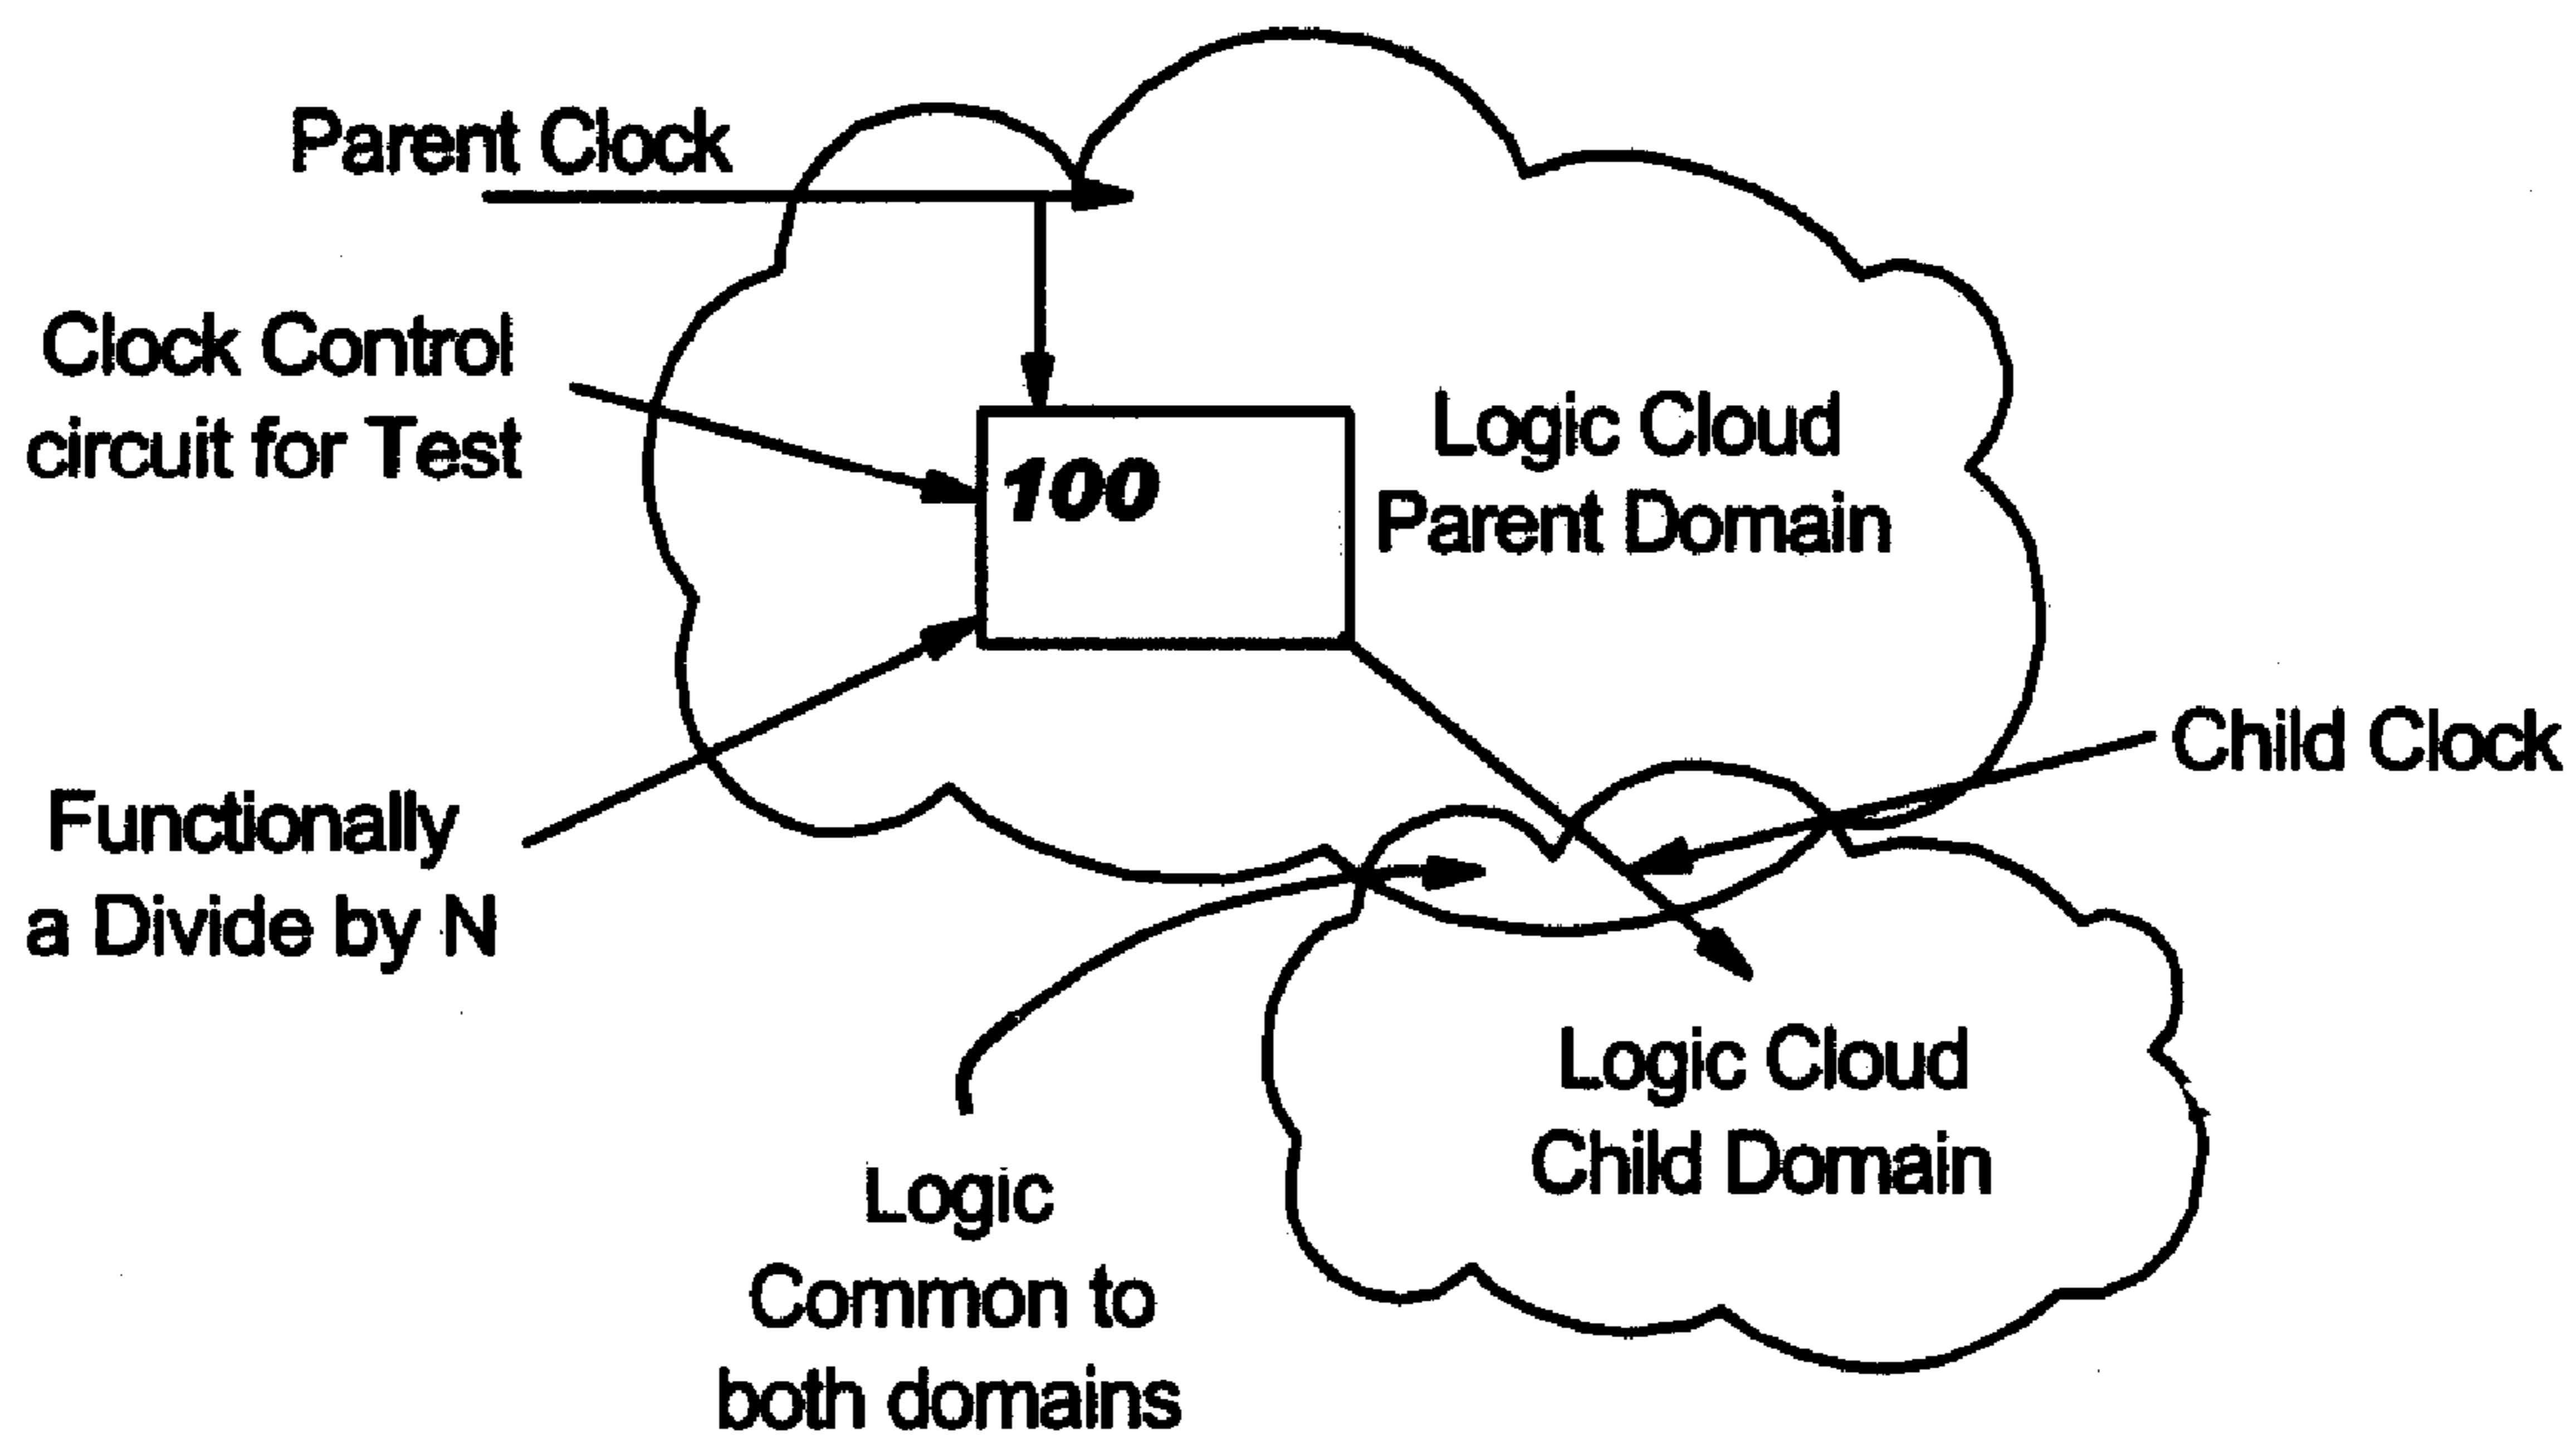 Parent Clock
Clock Control
circuit for Test
100
Logic Cloud
Parent Domain
Child Clock
Functionally
a Divide by N
Logic Cloud
Child Domain
Logic
Common to
both domains